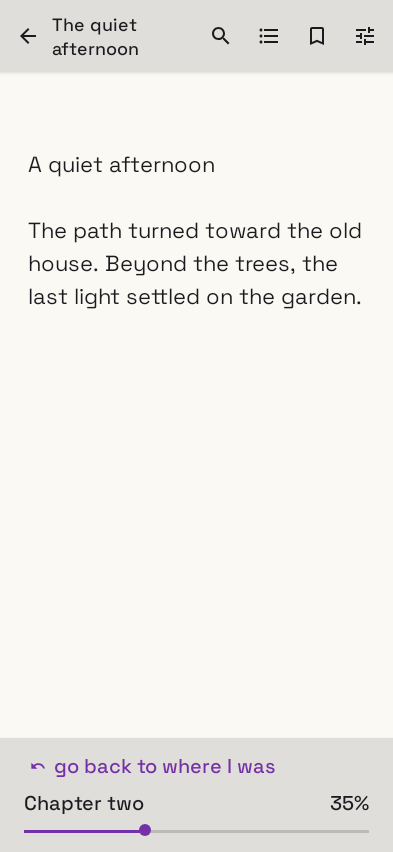 The quiet
afternoon
A quiet afternoon
The path turned toward the old
house. Beyond the trees, the
last light settled on the garden.
go back to where I was
Chapter two 35%